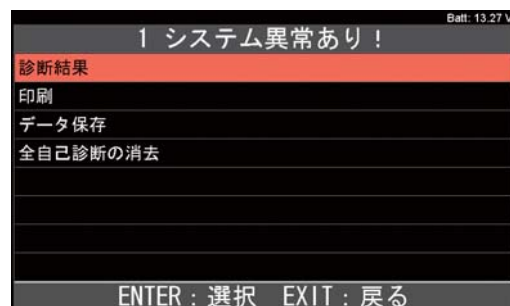 Batt: 13.27 V
1 システム異常あり！
診断結果
印刷
データ保存
全自己診断の消去
ENTER：選択 EXIT：戻る